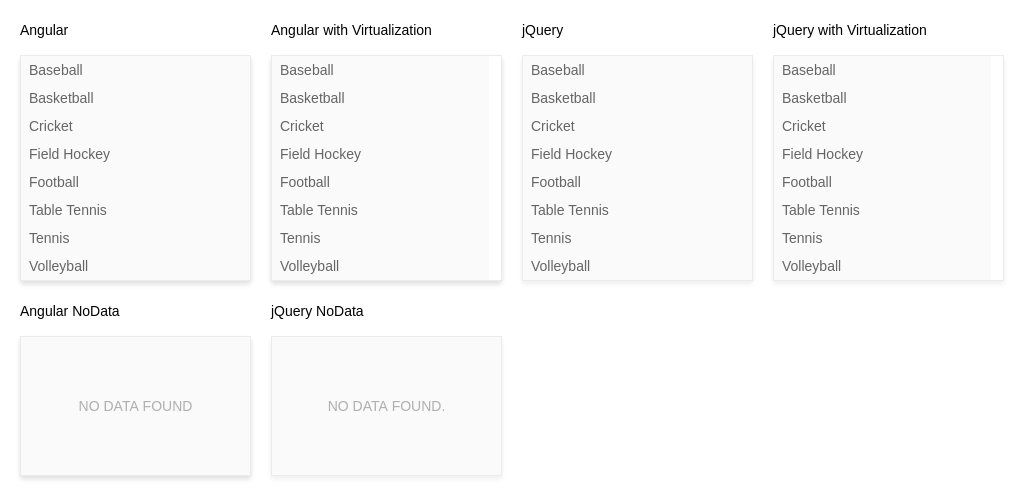 Angular
Baseball
Basketball
Cricket
Field Hockey
Football
Table Tennis
Tennis
Volleyball
Angular with Virtualization
Baseball
Basketball
Cricket
Field Hockey
Football
Table Tennis
Tennis
Volleyball
jQuery
Baseball
Basketball
Cricket
Field Hockey
Football
Table Tennis
Tennis
Volleyball
jQuery with Virtualization
Baseball
Basketball
Cricket
Field Hockey
Football
Table Tennis
Tennis
Volleyball
Angular NoData
NO DATA FOUND
jQuery NoData
NO DATA FOUND.